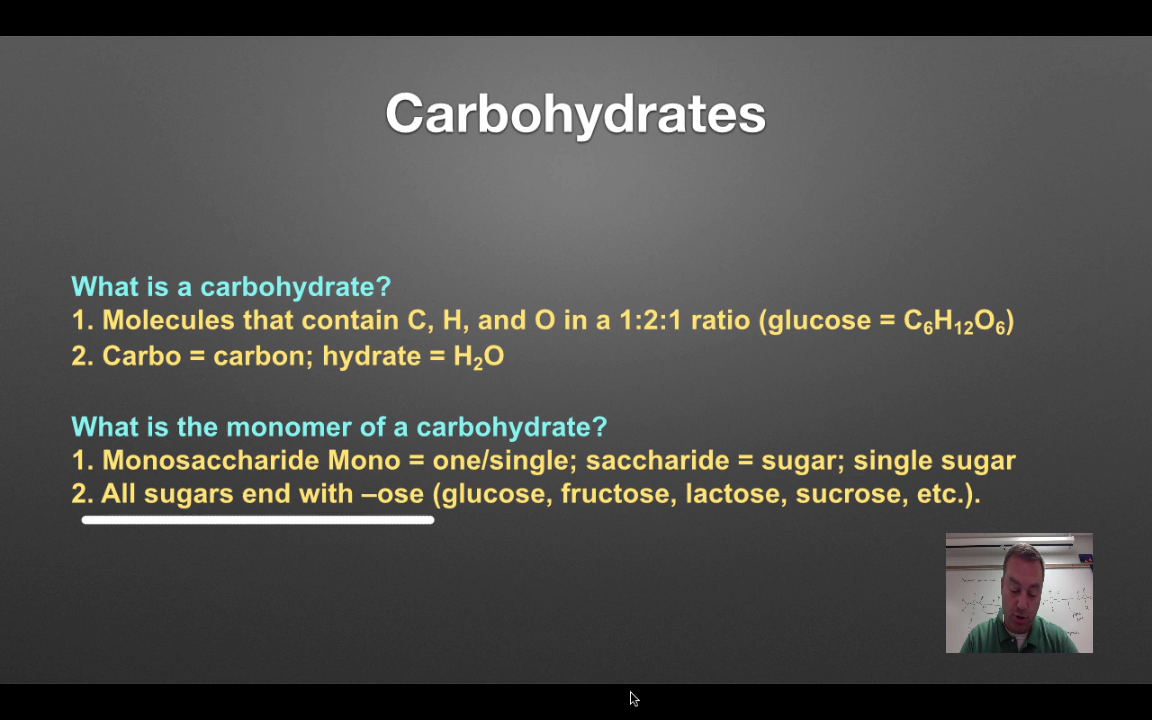 Carbohydrates
What is a carbohydrate?
1. Molecules that contain C, H, and O in a 1:2:1 ratio (glucose = C₆H₁₂O₆)
2. Carbo = carbon; hydrate = H₂O
What is the monomer of a carbohydrate?
1. Monosaccharide Mono = one/single; saccharide = sugar; single sugar
2. All sugars end with –ose (glucose, fructose, lactose, sucrose, etc.).